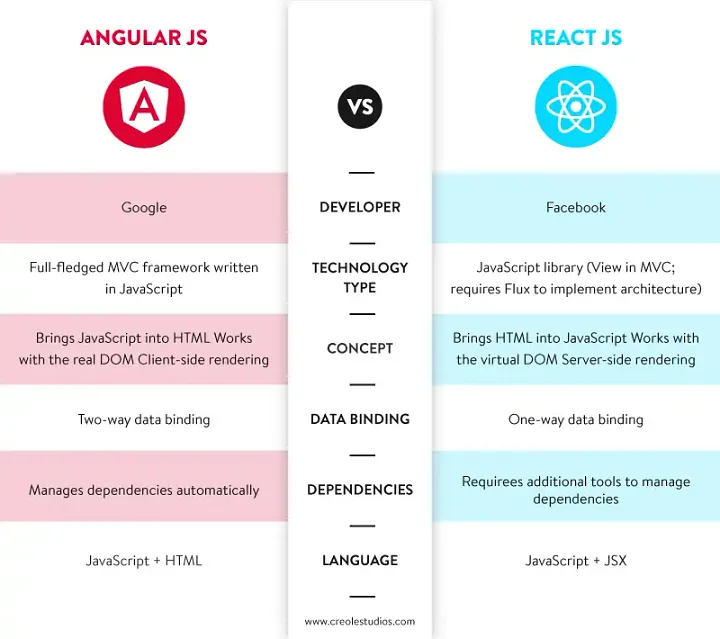 ANGULAR JS
REACT JS
A
VS
Google
DEVELOPER
Facebook
Full-fledged MVC framework written
in JavaScript
TECHNOLOGY
TYPE
JavaScript library (View in MVC;
requires Flux to implement architecture)
Brings JavaScript into HTML Works
with the real DOM Client-side rendering
CONCEPT
Brings HTML into JavaScript Works with
the virtual DOM Server-side rendering
Two-way data binding
DATA BINDING
One-way data binding
Manages dependencies automatically
DEPENDENCIES
Requirees additional tools to manage
dependencies
JavaScript + HTML
LANGUAGE
JavaScript + JSX
www.creolestudios.com